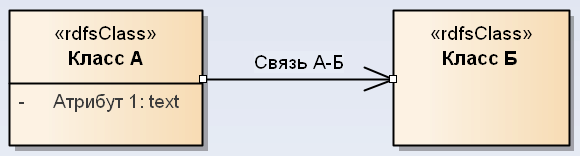 «rdfsClass»
Класс А
- Атрибут 1: text
Связь А-Б
«rdfsClass»
Класс Б